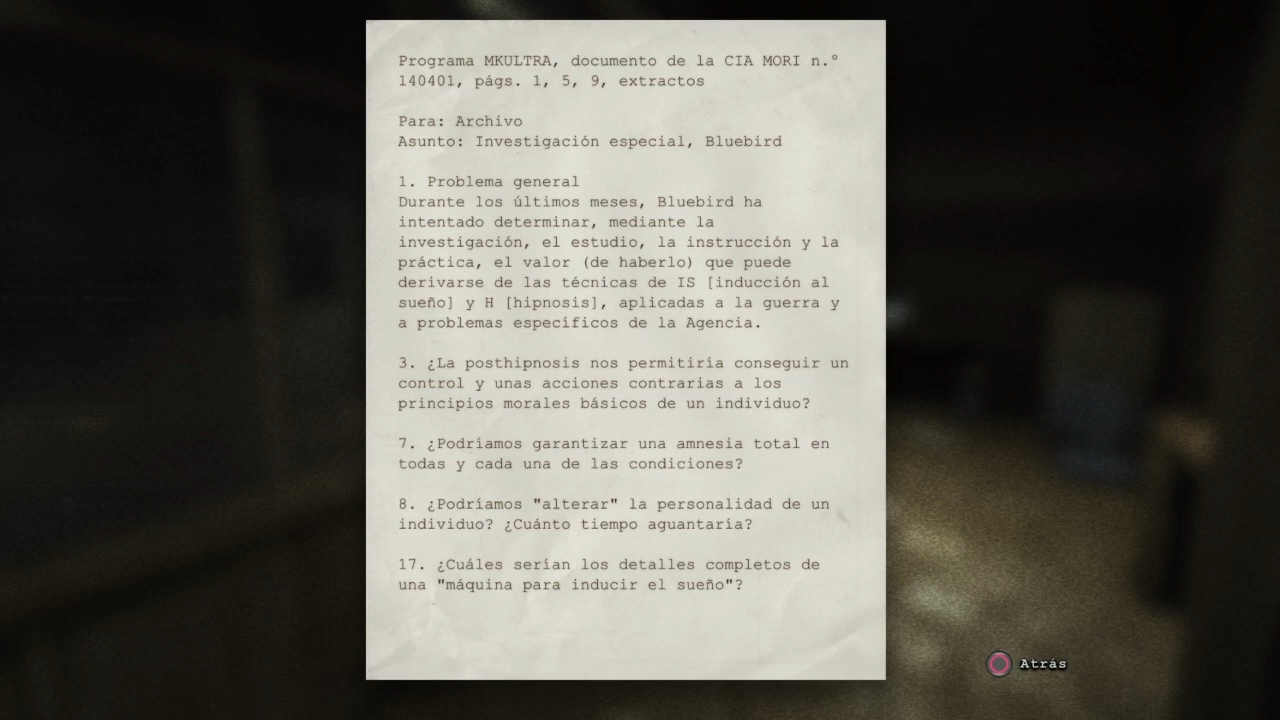 Programa MKULTRA, documento de la CIA MORI n.º
140401, págs. 1, 5, 9, extractos
Para: Archivo
Asunto: Investigación especial, Bluebird
1. Problema general
Durante los últimos meses, Bluebird ha
intentado determinar, mediante la
investigación, el estudio, la instrucción y la
práctica, el valor (de haberlo) que puede
derivarse de las técnicas de IS [inducción al
sueño] y H [hipnosis], aplicadas a la guerra y
a problemas específicos de la Agencia.
3. ¿La posthipnosis nos permitiría conseguir un
control y unas acciones contrarias a los
principios morales básicos de un individuo?
7. ¿Podríamos garantizar una amnesia total en
todas y cada una de las condiciones?
8. ¿Podríamos "alterar" la personalidad de un
individuo? ¿Cuánto tiempo aguantaría?
17. ¿Cuáles serían los detalles completos de
una "máquina para inducir el sueño"?
Atrás